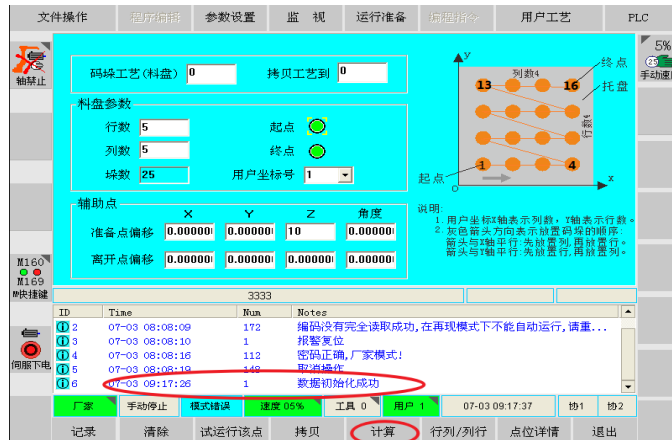 文件操作 程序编辑 参数设置 监 视 运行准备 编程指令 用户工艺 PLC
轴禁止
5%
手动速
码垛工艺(料盘) 0 拷贝工艺到 0
料盘参数
行数 5 起点
列数 5 终点
垛数 25 用户坐标号 1
辅助点
X Y Z 角度
准备点偏移 0.00000 0.00000 10 0.00000
离开点偏移 0.00000 0.00000 0.00000 0.00000
Y
列数4
终点
13 16
托盘
行数4
1 4
起点
O
X
说明:
1.用户坐标X轴表示列数,Y轴表示行数。
2.灰色箭头方向表示放置码垛的顺序:
箭头与X轴平行:先放置列,再放置行。
箭头与Y轴平行:先放置行,再放置列。
M160
M169
M快捷键
伺服下电
3333
ID Time Num Notes
2 07-03 08:08:09 172 编码没有完全读取成功,在再现模式下不能自动运行,请重...
3 07-03 08:08:10 1 报警复位
4 07-03 08:08:16 112 密码正确,厂家模式!
5 07-03 08:08:19 148 取消操作
6 07-03 09:17:26 1 数据初始化成功
厂家 手动停止 模式错误 速度 05% 工具 0 用户 1 07-03 09:17:37 协1 协2
记录 清除 试运行该点 拷贝 计算 行列/列行 点位详情 退出